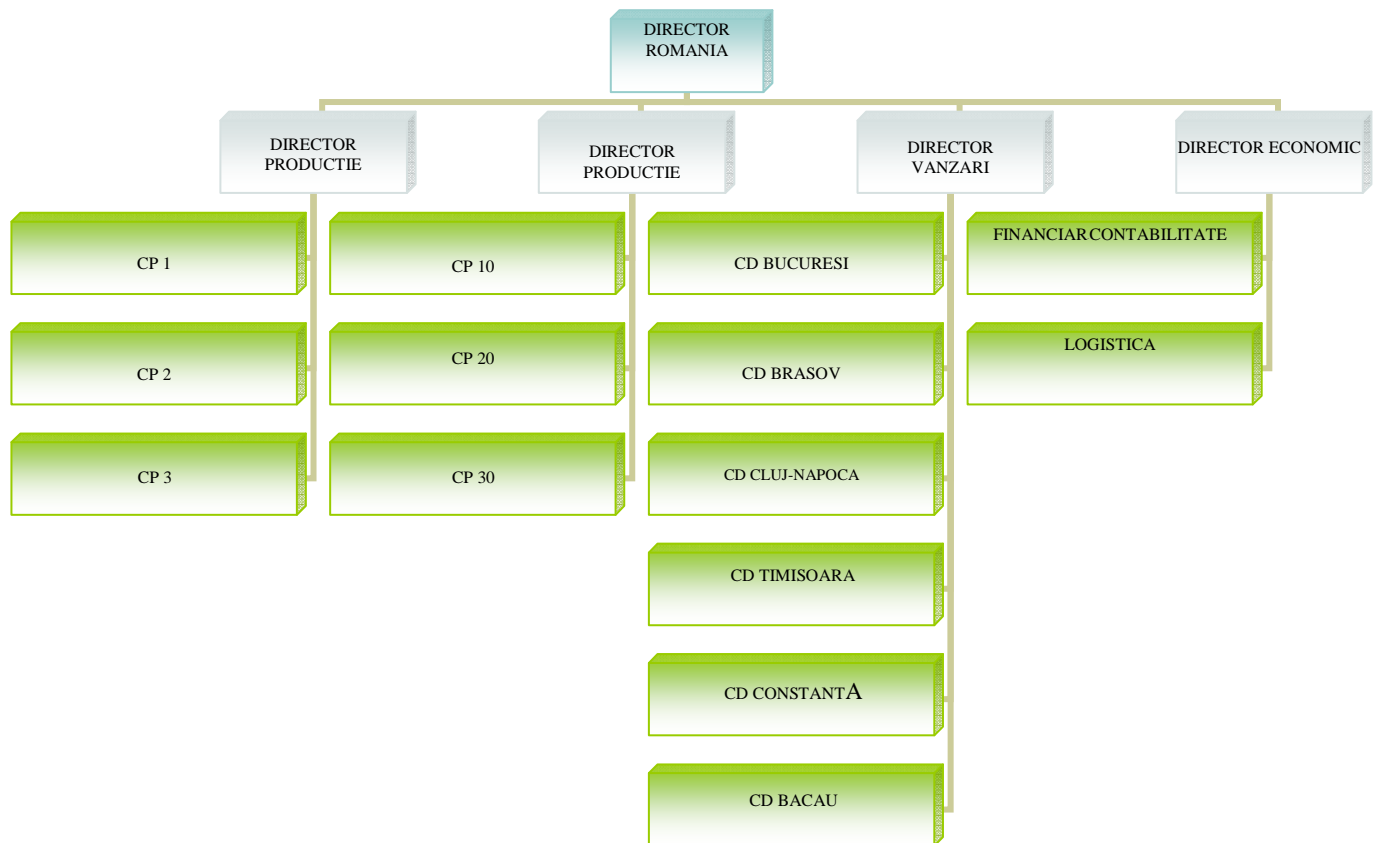 DIRECTOR
ROMANIA
DIRECTOR
PRODUCTIE
DIRECTOR
PRODUCTIE
DIRECTOR
VANZARI
DIRECTOR ECONOMIC
CP 1
CP 2
CP 3
CP 10
CP 20
CP 30
CD BUCURESI
CD BRASOV
CD CLUJ-NAPOCA
CD TIMISOARA
CD CONSTANTA
CD BACAU
FINANCIARCONTABILITATE
LOGISTICA